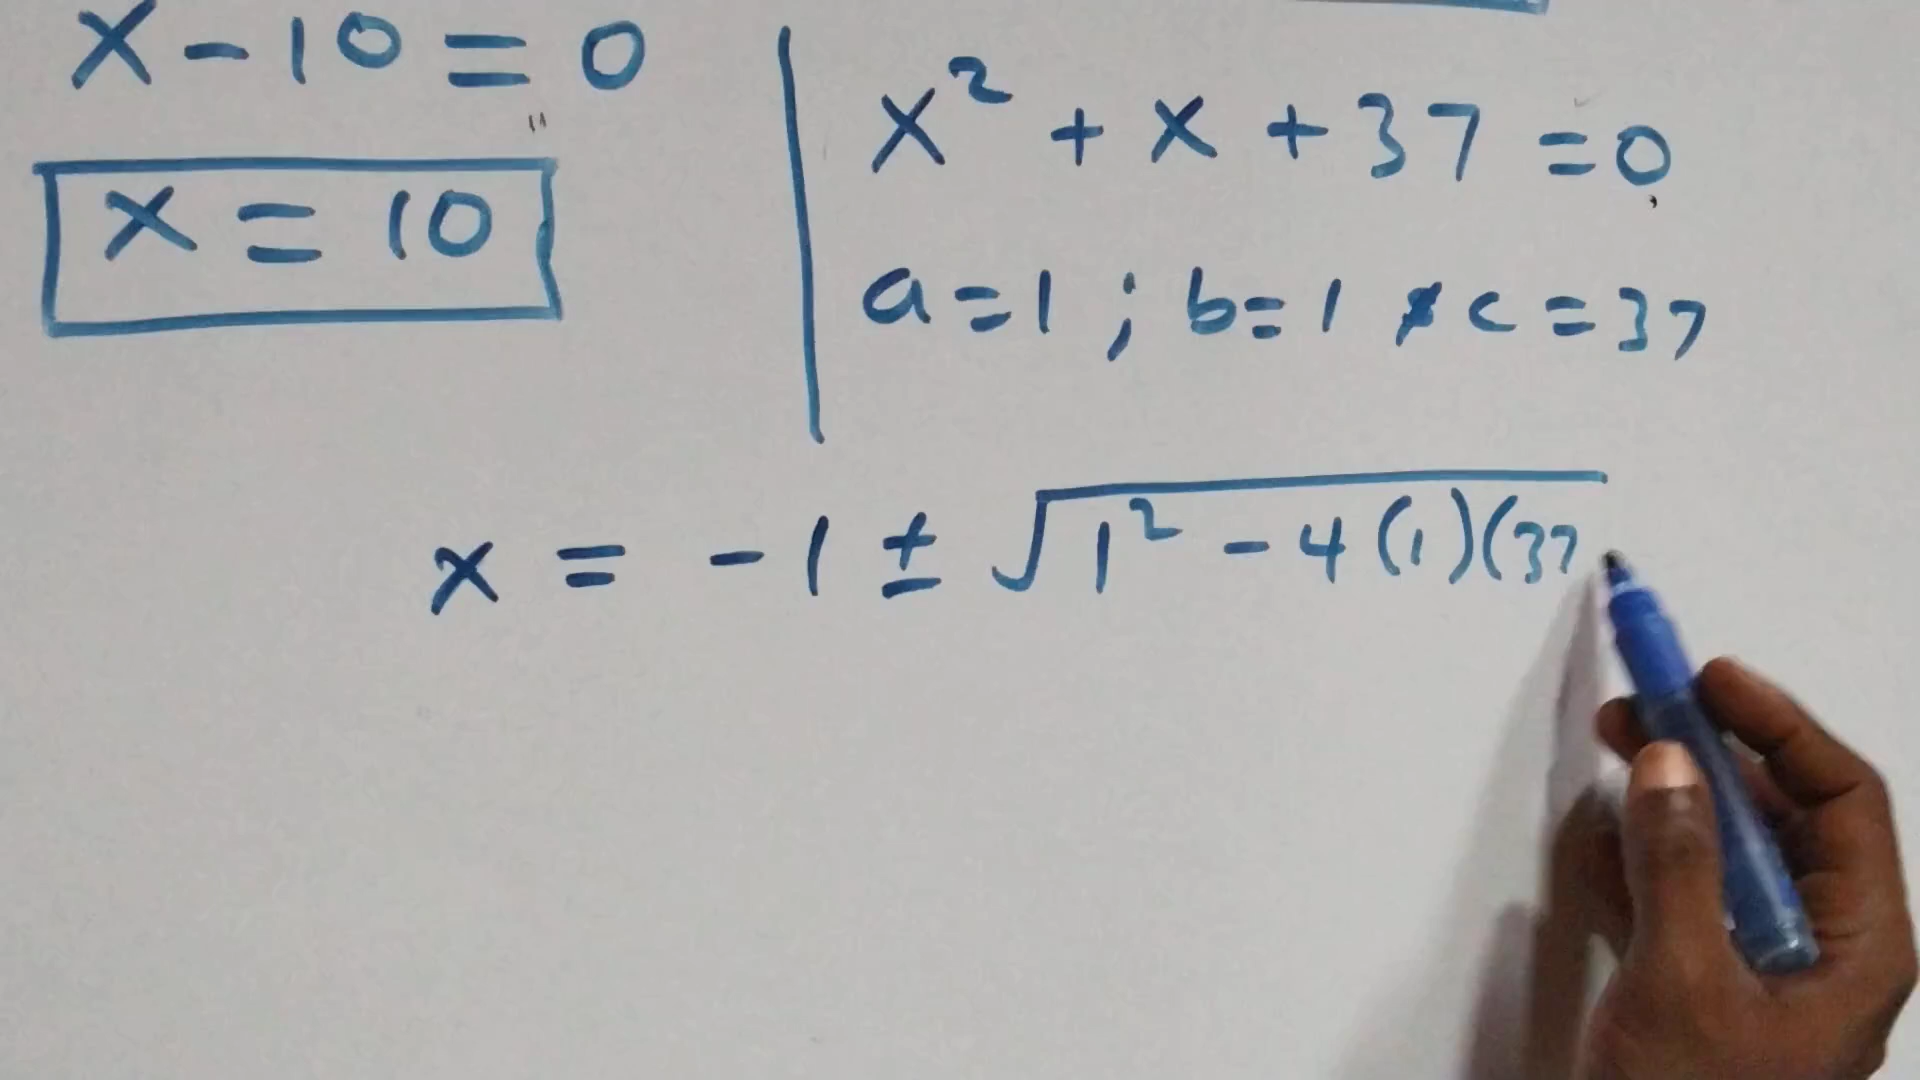 x - 10 = 0
x = 10
x² + x + 37 = 0
a = 1 ; b = 1 & c = 37
x = -1 ± √1² - 4(1)(37